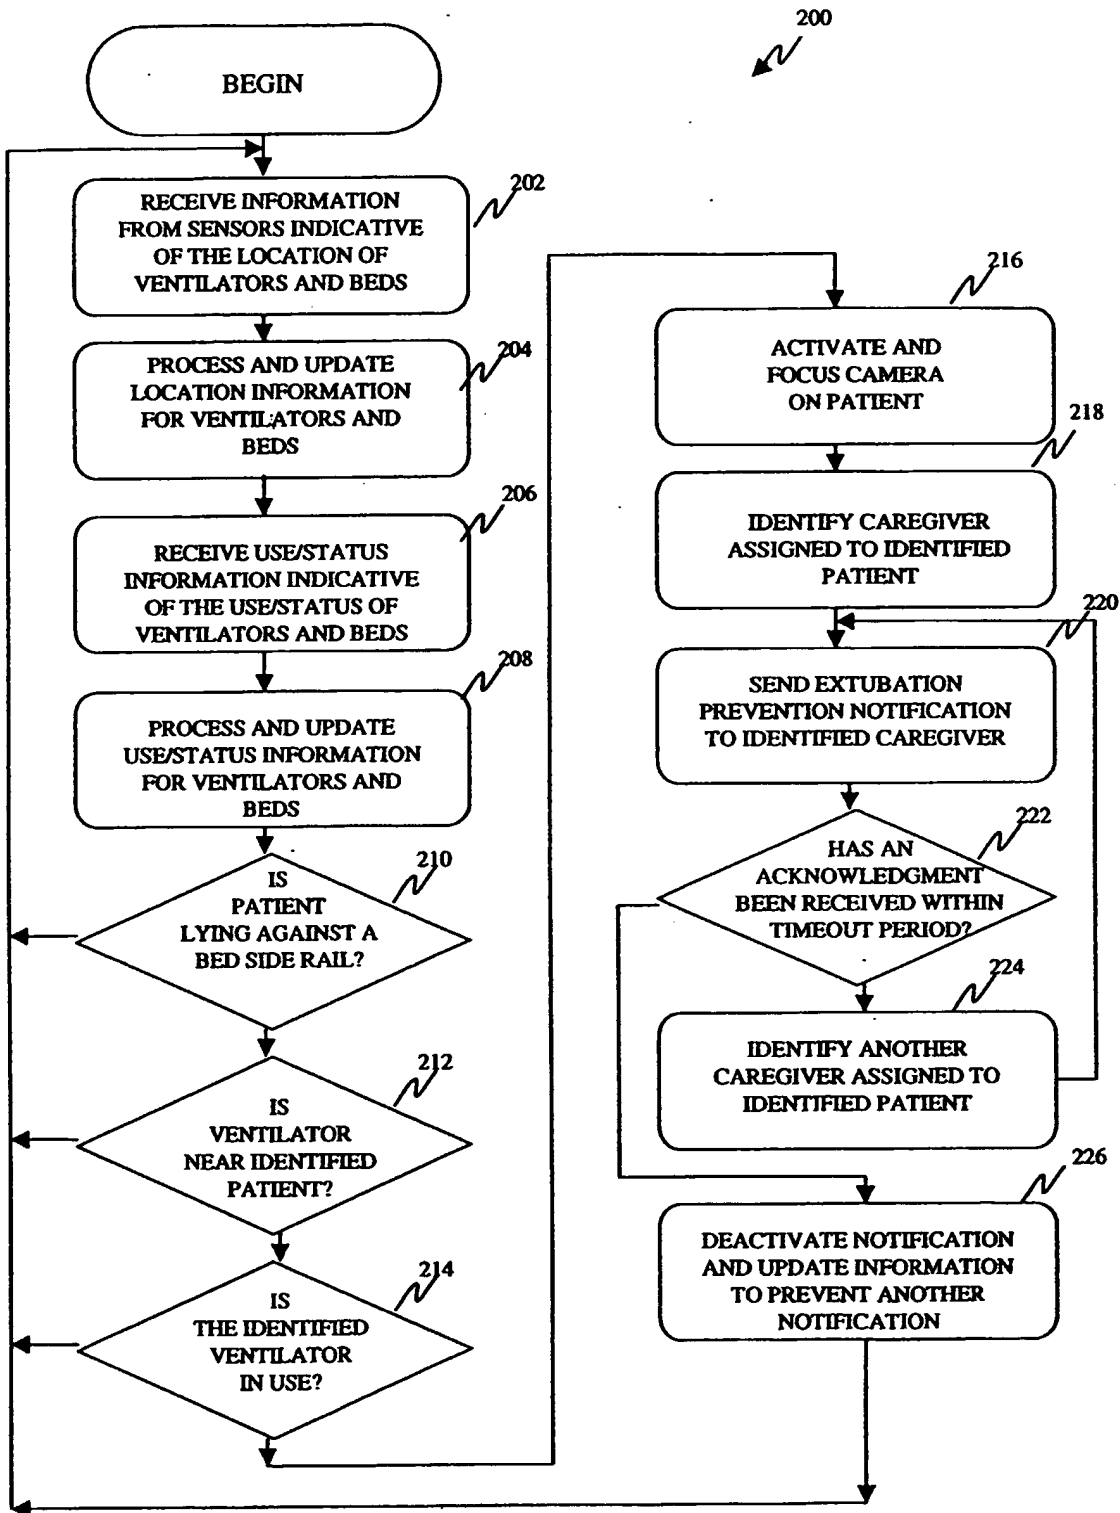 200
BEGIN
202
RECEIVE INFORMATION
FROM SENSORS INDICATIVE
OF THE LOCATION OF
VENTILATORS AND BEDS
204
PROCESS AND UPDATE
LOCATION INFORMATION
FOR VENTILATORS AND
BEDS
206
RECEIVE USE/STATUS
INFORMATION INDICATIVE
OF THE USE/STATUS OF
VENTILATORS AND BEDS
208
PROCESS AND UPDATE
USE/STATUS INFORMATION
FOR VENTILATORS AND
BEDS
210
IS
PATIENT
LYING AGAINST A
BED SIDE RAIL?
212
IS
VENTILATOR
NEAR IDENTIFIED
PATIENT?
214
IS
THE IDENTIFIED
VENTILATOR
IN USE?
216
ACTIVATE AND
FOCUS CAMERA
ON PATIENT
218
IDENTIFY CAREGIVER
ASSIGNED TO IDENTIFIED
PATIENT
220
SEND EXTUBATION
PREVENTION NOTIFICATION
TO IDENTIFIED CAREGIVER
222
HAS AN
ACKNOWLEDGMENT
BEEN RECEIVED WITHIN
TIMEOUT PERIOD?
224
IDENTIFY ANOTHER
CAREGIVER ASSIGNED TO
IDENTIFIED PATIENT
226
DEACTIVATE NOTIFICATION
AND UPDATE INFORMATION
TO PREVENT ANOTHER
NOTIFICATION